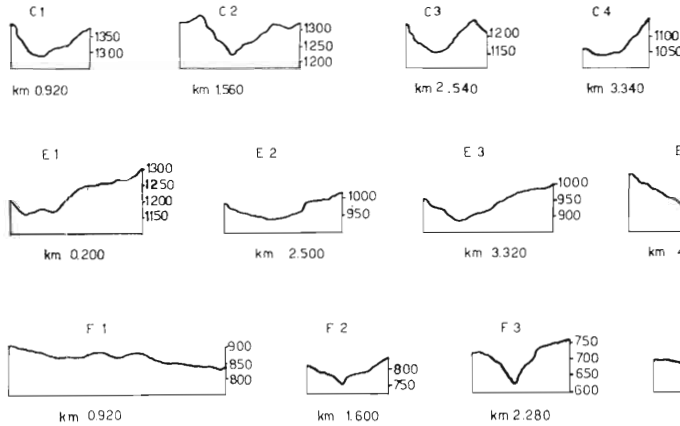 C 1
C 2
C 3
C 4
1350
1300
1300
1250
1200
1200
1150
1100
1050
km 0.920
km 1.560
km 2.540
km 3.340
E 1
E 2
E 3
E
1300
1250
1200
1150
1000
950
1000
950
900
km 0.200
km 2.500
km 3.320
km 4
F 1
F 2
F 3
900
850
800
800
750
750
700
650
600
km 0.920
km 1.600
km 2.280